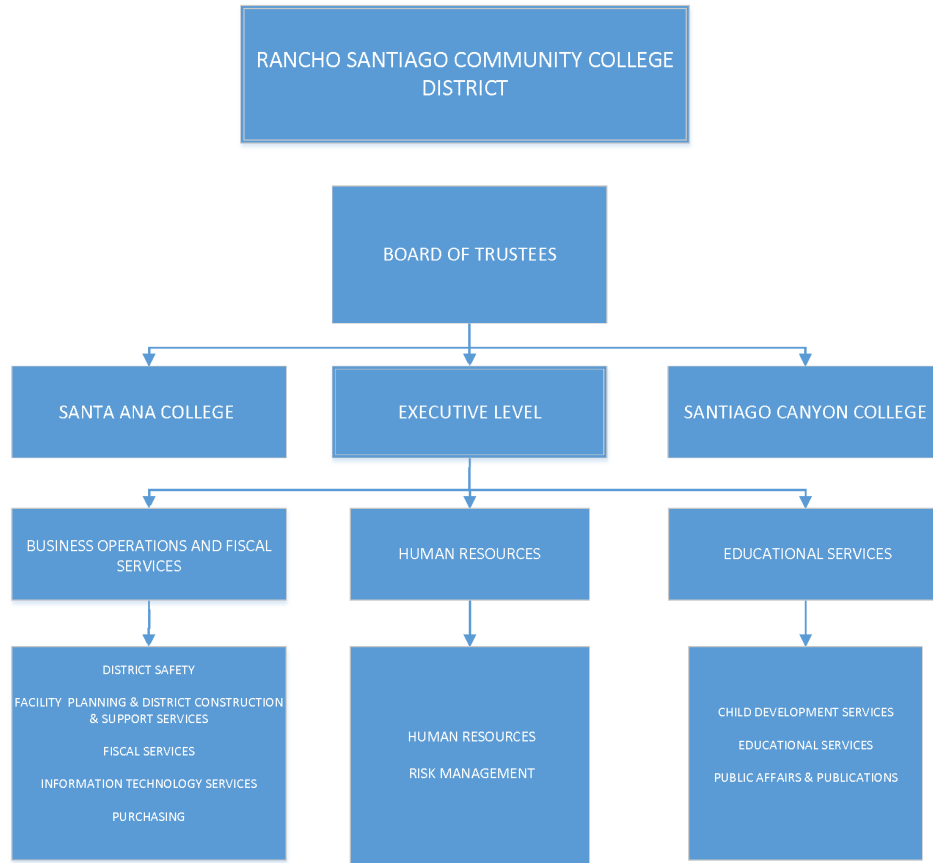 RANCHO SANTIAGO COMMUNITY COLLEGE
DISTRICT
BOARD OF TRUSTEES
SANTA ANA COLLEGE
EXECUTIVE LEVEL
SANTIAGO CANYON COLLEGE
BUSINESS OPERATIONS AND FISCAL
SERVICES
HUMAN RESOURCES
EDUCATIONAL SERVICES
DISTRICT SAFETY
FACILITY PLANNING & DISTRICT CONSTRUCTION
& SUPPORT SERVICES
FISCAL SERVICES
INFORMATION TECHNOLOGY SERVICES
PURCHASING
HUMAN RESOURCES
RISK MANAGEMENT
CHILD DEVELOPMENT SERVICES
EDUCATIONAL SERVICES
PUBLIC AFFAIRS & PUBLICATIONS